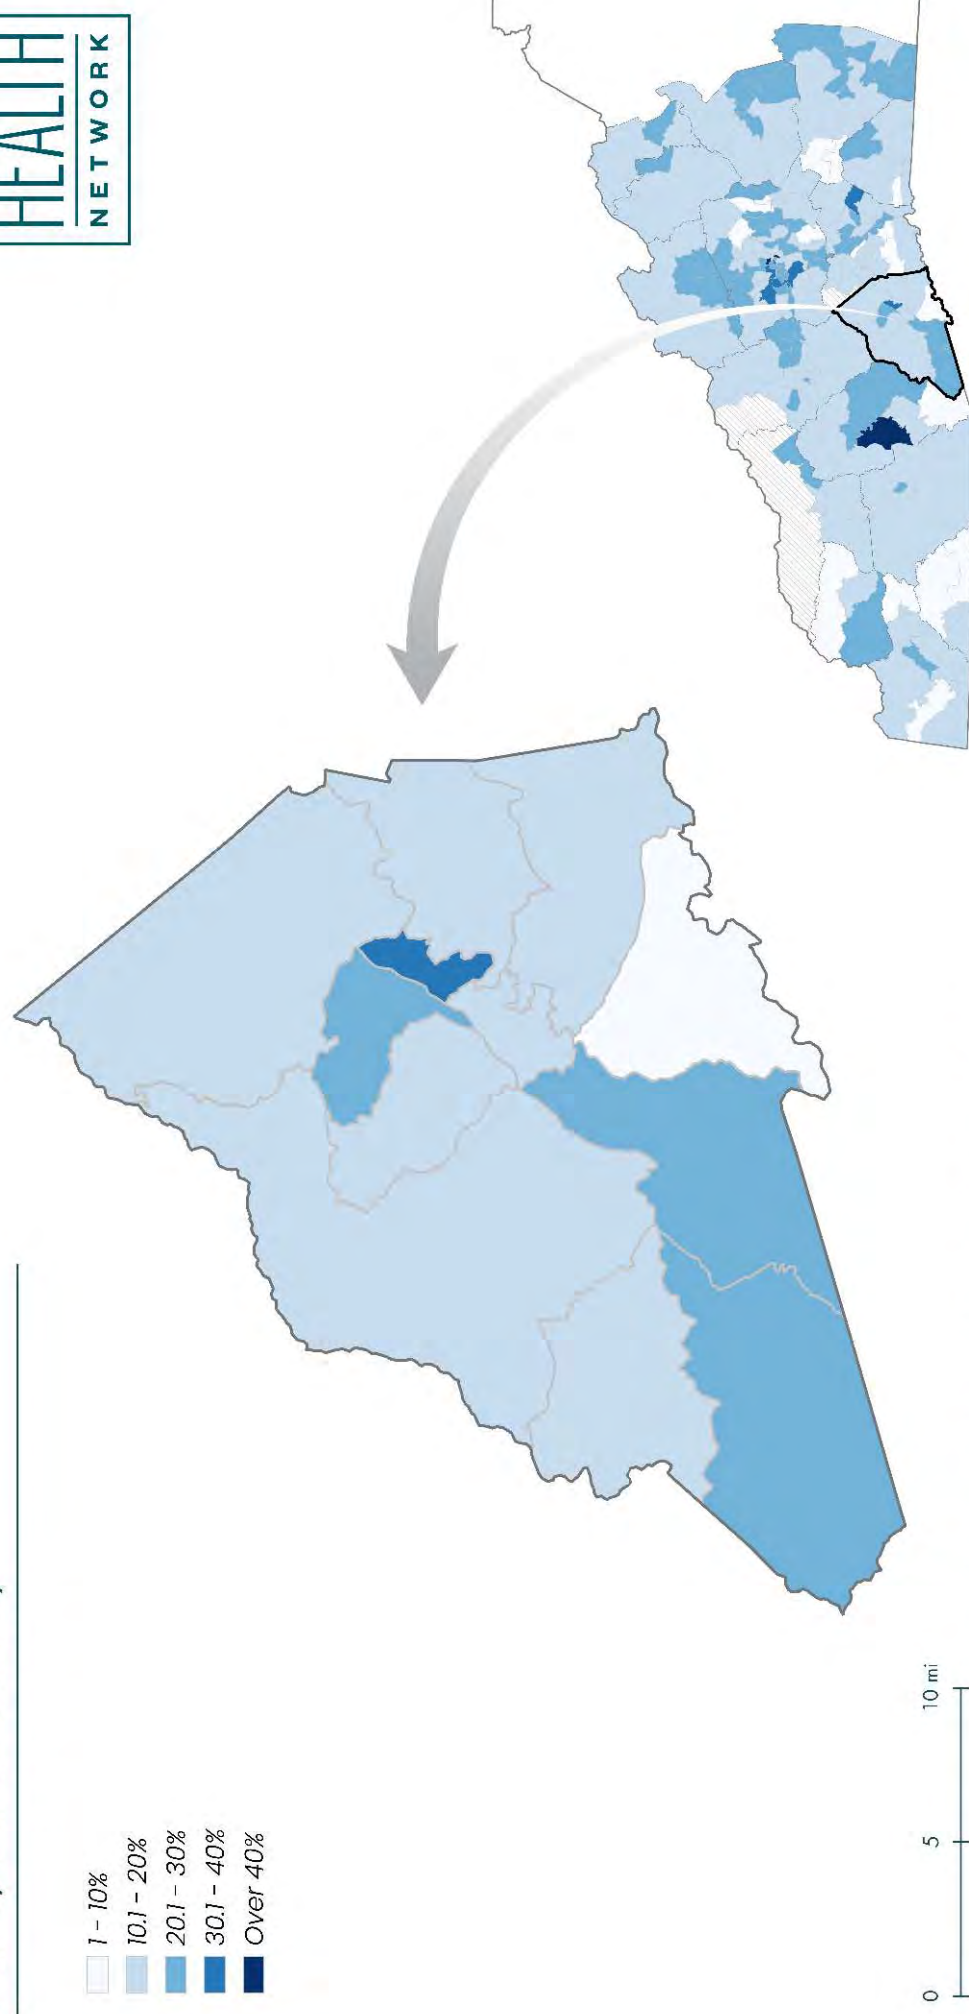 HEALTH
NETWORK
1 – 10%
10.1 – 20%
20.1 – 30%
30.1 – 40%
Over 40%
0 5 10 mi